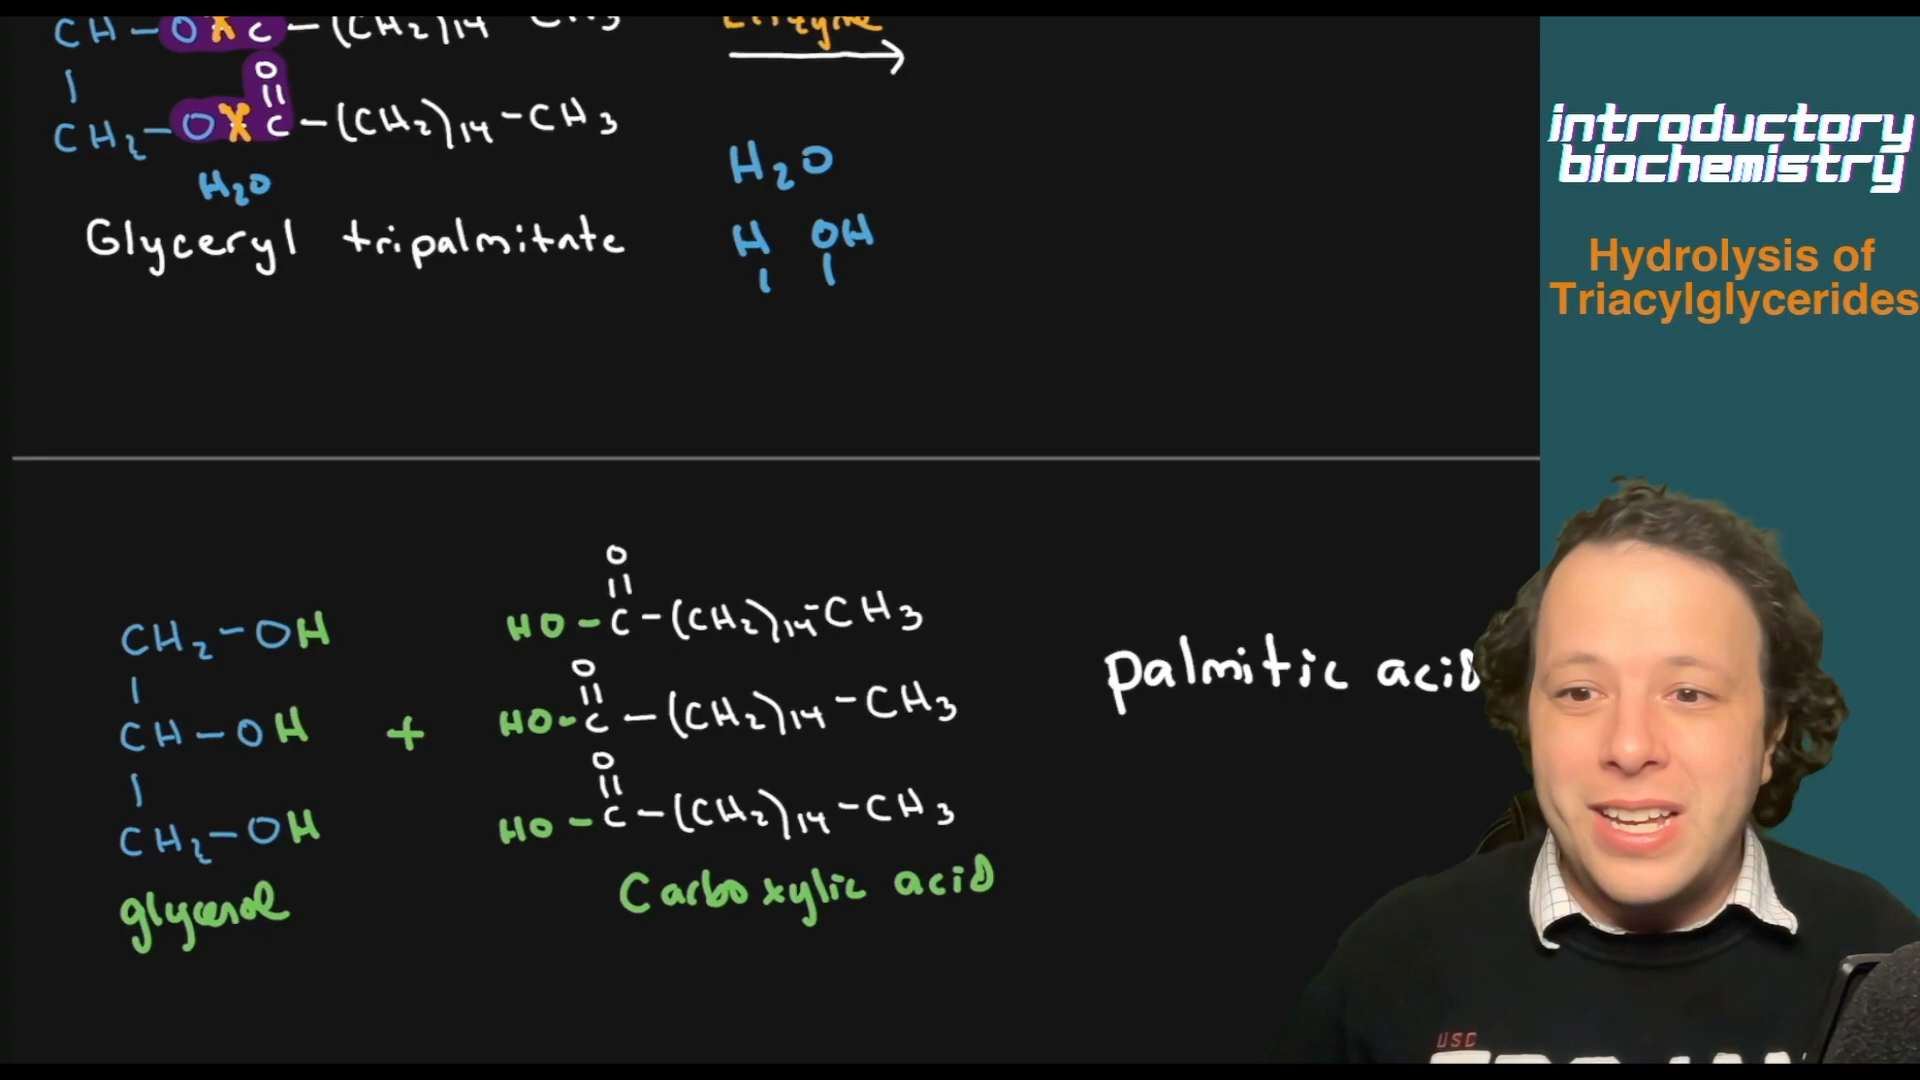 CH-O C-(CH2)14 CH3
Enzyme
O
CH2-O C-(CH2)14-CH3
H2O
H2O
Glyceryl tripalmitate
H OH
introductory
biochemistry
Hydrolysis of
Triacylglycerides
O
CH2-OH HO-C-(CH2)14-CH3
O
CH-OH + HO-C-(CH2)14-CH3
palmitic acid
O
CH2-OH HO-C-(CH2)14-CH3
glycerol
Carboxylic acid
USC